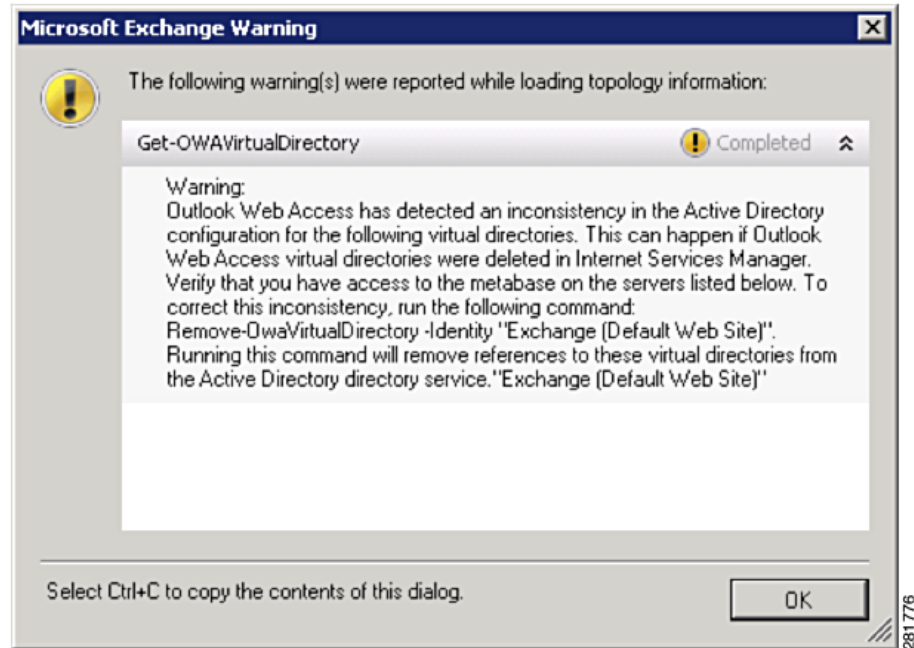 Microsoft Exchange Warning
The following warning(s) were reported while loading topology information:
Get-OWAVirtualDirectory
Completed
Warning:
Outlook Web Access has detected an inconsistency in the Active Directory
configuration for the following virtual directories. This can happen if Outlook
Web Access virtual directories were deleted in Internet Services Manager.
Verify that you have access to the metabase on the servers listed below. To
correct this inconsistency, run the following command:
Remove-OwaVirtualDirectory -Identity "Exchange (Default Web Site)".
Running this command will remove references to these virtual directories from
the Active Directory directory service."Exchange (Default Web Site)"
Select Ctrl+C to copy the contents of this dialog.
OK
281776